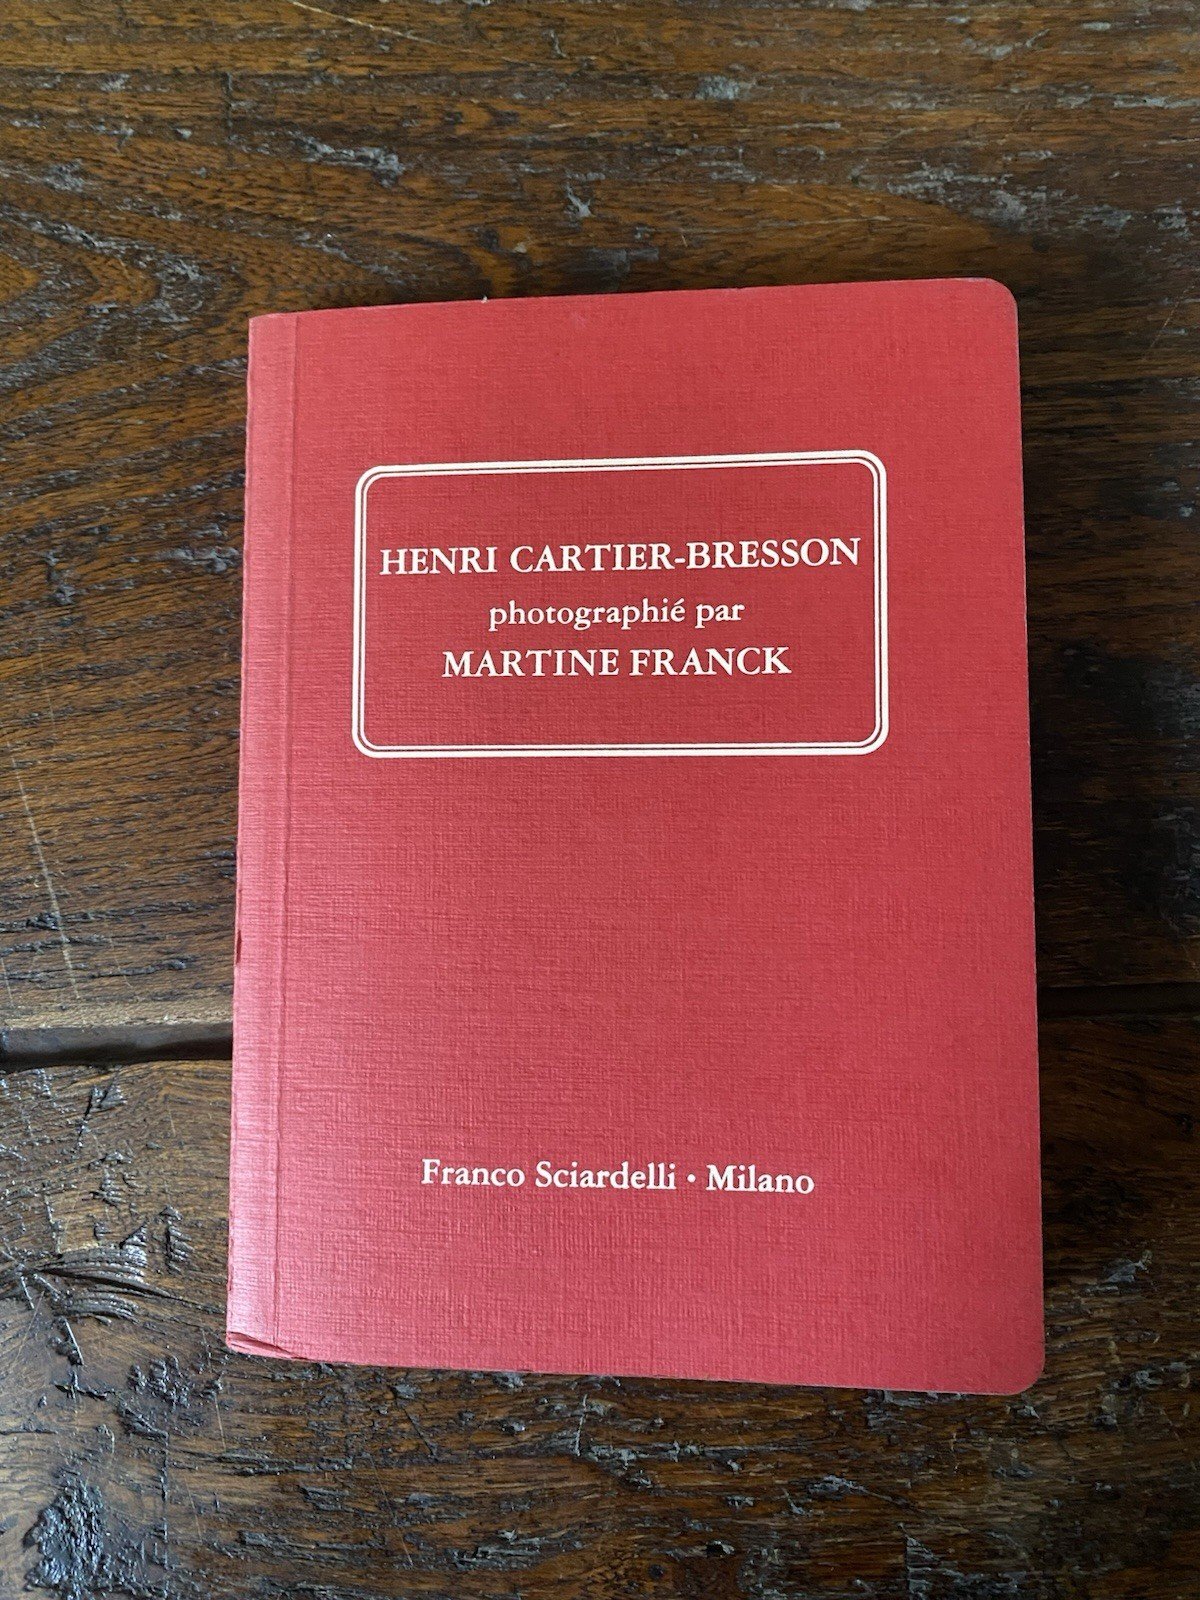 HENRI CARTIER-BRESSON
photographié par
MARTINE FRANCK
Franco Sciardelli • Milano